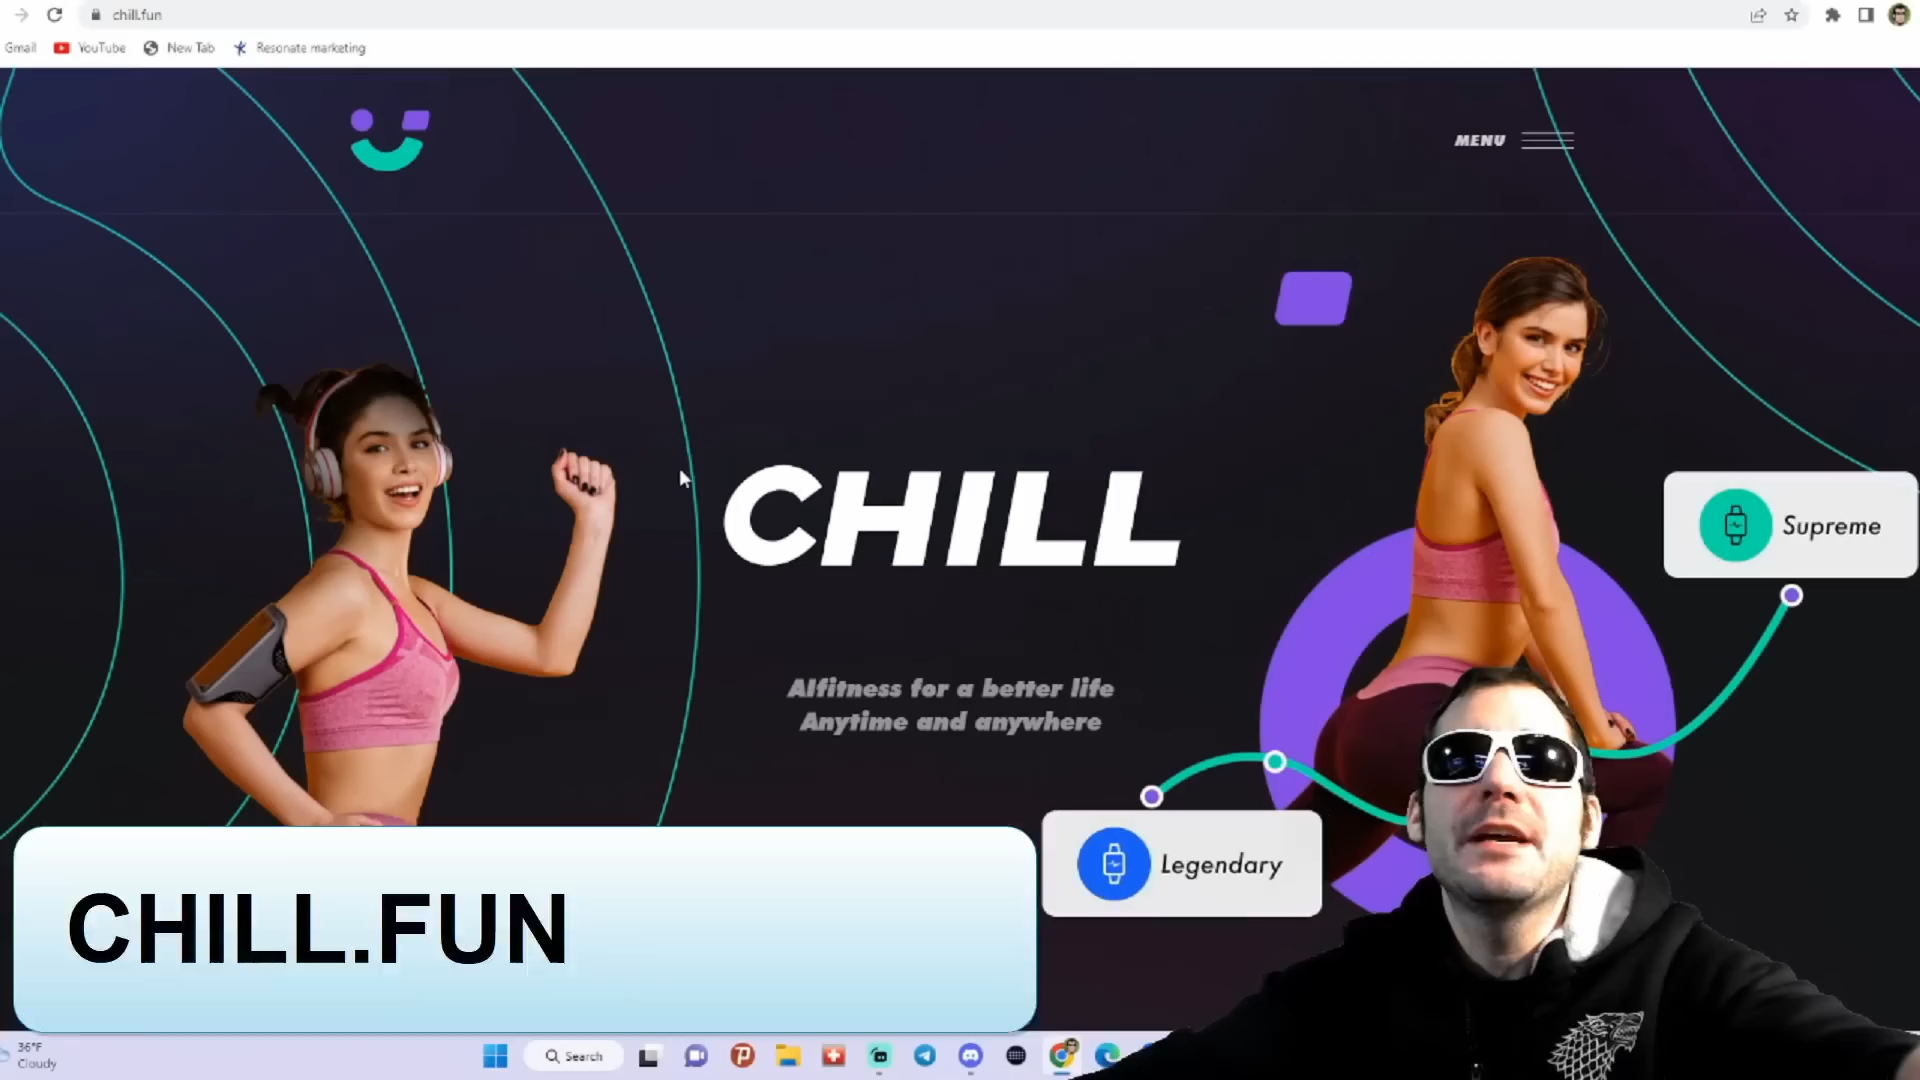 chill.fun
Gmail YouTube New Tab Resonate marketing
MENU
CHILL
AIfitness for a better life
Anytime and anywhere
Supreme
Legendary
CHILL.FUN
36°F
Cloudy
Search